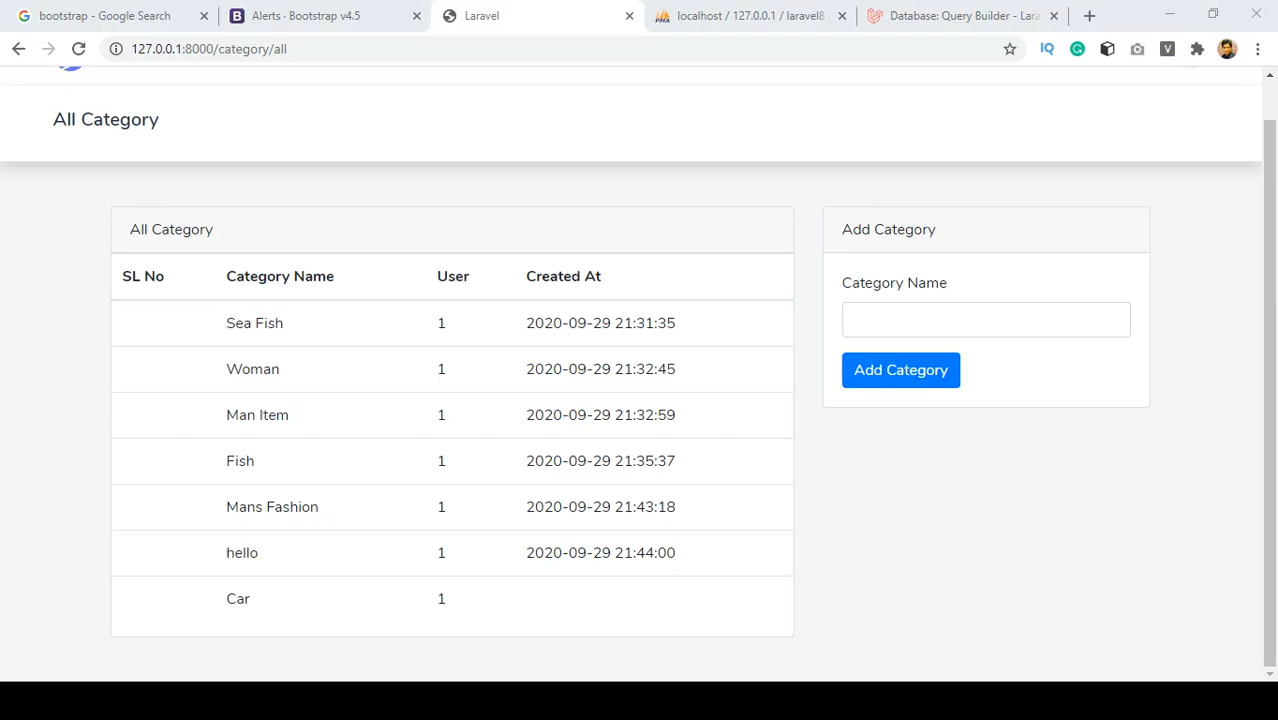 bootstrap - Google Search
Alerts · Bootstrap v4.5
Laravel
localhost / 127.0.0.1 / laravel8
Database: Query Builder - Lara
127.0.0.1:8000/category/all
All Category
All Category
SL No Category Name User Created At
Sea Fish 1 2020-09-29 21:31:35
Woman 1 2020-09-29 21:32:45
Man Item 1 2020-09-29 21:32:59
Fish 1 2020-09-29 21:35:37
Mans Fashion 1 2020-09-29 21:43:18
hello 1 2020-09-29 21:44:00
Car 1
Add Category
Category Name
Add Category